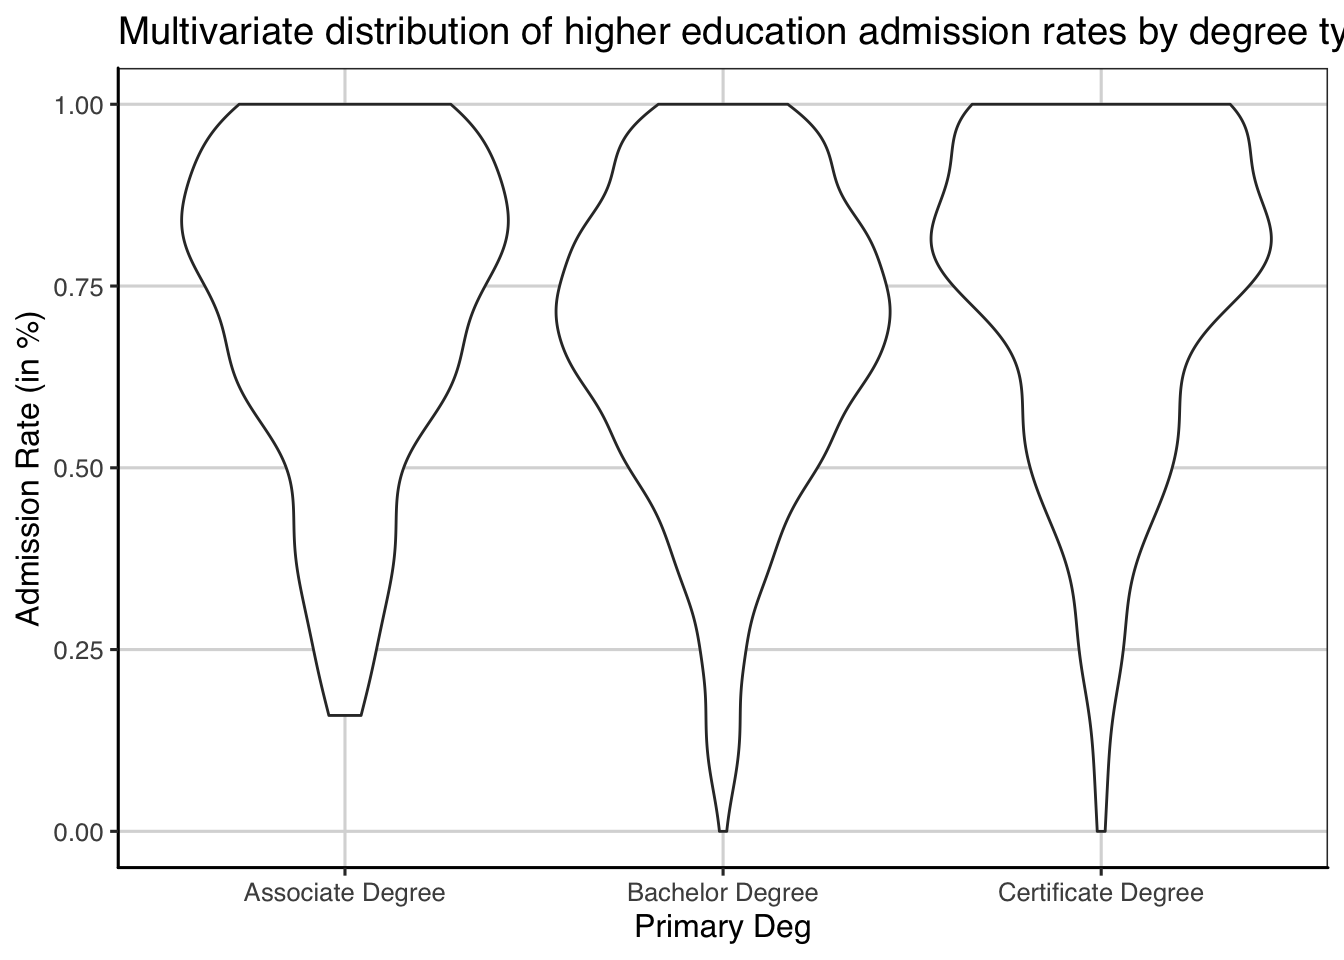 Multivariate distribution of higher education admission rates by degree ty
1.00
0.75
0.50
0.25
0.00
Admission Rate (in %)
Associate Degree
Bachelor Degree
Certificate Degree
Primary Deg